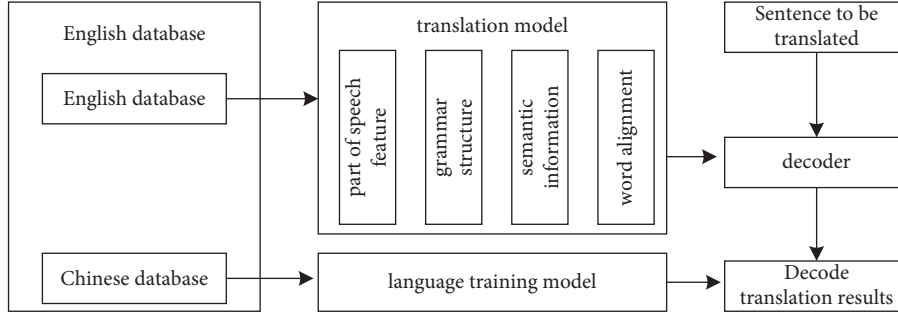 English database
English database
Chinese database
translation model
part of speech
feature
grammar
structure
semantic
information
word alignment
language training model
Sentence to be
translated
decoder
Decode
translation results